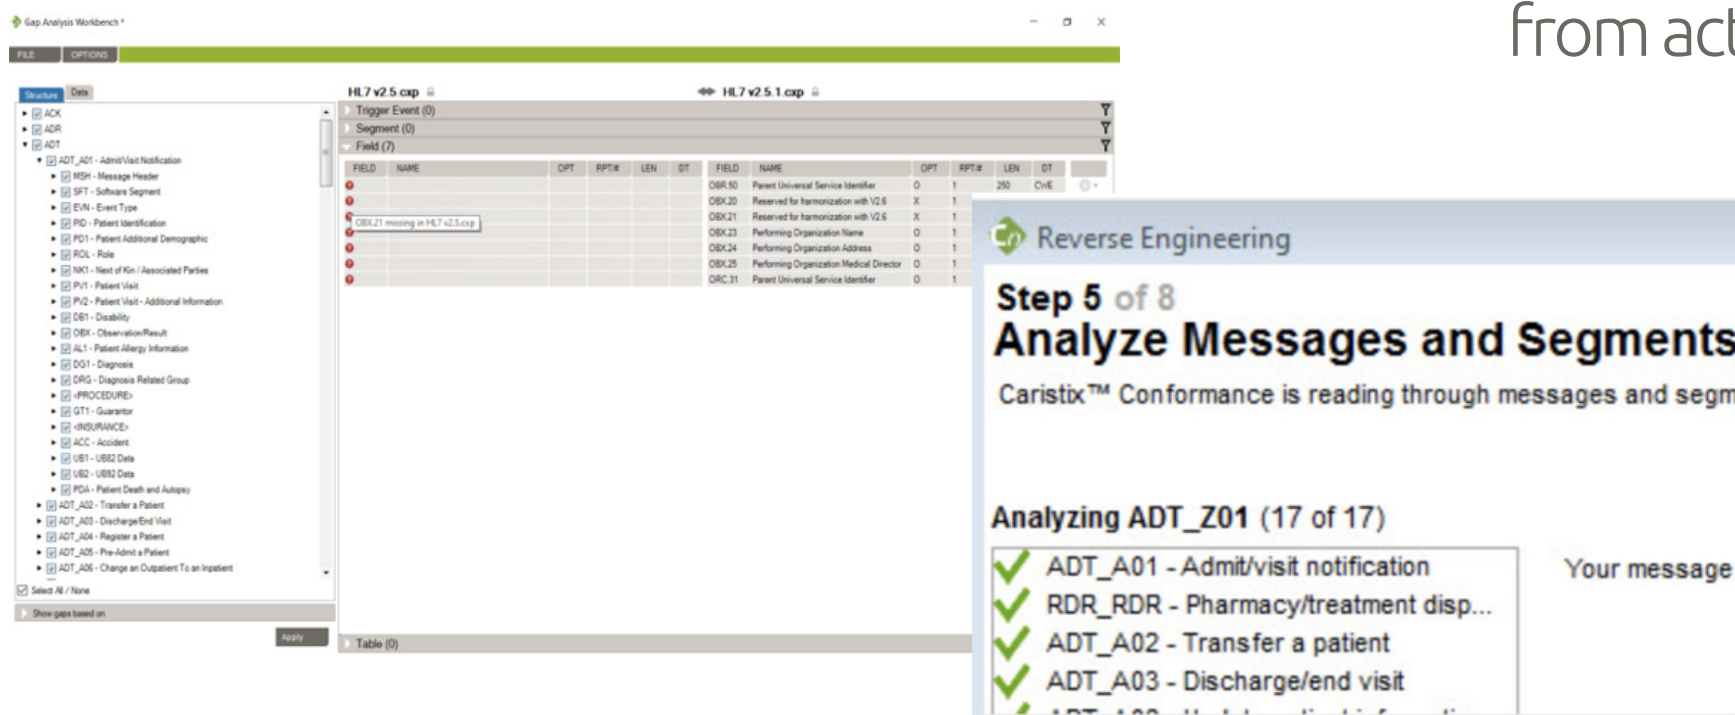 from act
Gap Analysis Workbench *
FILE OPTIONS
Structure Data
ACK
ADR
ADT
ADT_A01 - Admit/Visit Notification
MSH - Message Header
SFT - Software Segment
EVN - Event Type
PID - Patient Identification
PD1 - Patient Additional Demographic
ROL - Role
NK1 - Next of Kin / Associated Parties
PV1 - Patient Visit
PV2 - Patient Visit - Additional Information
DB1 - Disability
OBX - Observation/Result
AL1 - Patient Allergy Information
DG1 - Diagnosis
DRG - Diagnosis Related Group
<PROCEDURE>
GT1 - Guarantor
<INSURANCE>
ACC - Accident
UB1 - UB82 Data
UB2 - UB92 Data
PDA - Patient Death and Autopsy
ADT_A02 - Transfer a Patient
ADT_A03 - Discharge/End Visit
ADT_A04 - Register a Patient
ADT_A05 - Pre-Admit a Patient
ADT_A06 - Change an Outpatient To an Inpatient
Select All / None
Show gaps based on
Apply
HL7 v2.5.cxp HL7 v2.5.1.cxp
Trigger Event (0)
Segment (0)
Field (7)
FIELD NAME OPT RPT.# LEN DT FIELD NAME OPT RPT.# LEN DT
OBR.50 Parent Universal Service Identifier O 1 250 CWE
OBX.20 Reserved for harmonization with V2.6 X 1
OBX.21 Reserved for harmonization with V2.6 X 1
OBX.21 missing in HL7 v2.5.cxp
OBX.23 Performing Organization Name O 1
OBX.24 Performing Organization Address O 1
OBX.25 Performing Organization Medical Director O 1
ORC.31 Parent Universal Service Identifier O 1
Table (0)
Reverse Engineering
Step 5 of 8
Analyze Messages and Segments
Caristix™ Conformance is reading through messages and segm
Analyzing ADT_Z01 (17 of 17)
ADT_A01 - Admit/visit notification
RDR_RDR - Pharmacy/treatment disp...
ADT_A02 - Transfer a patient
ADT_A03 - Discharge/end visit
Your message